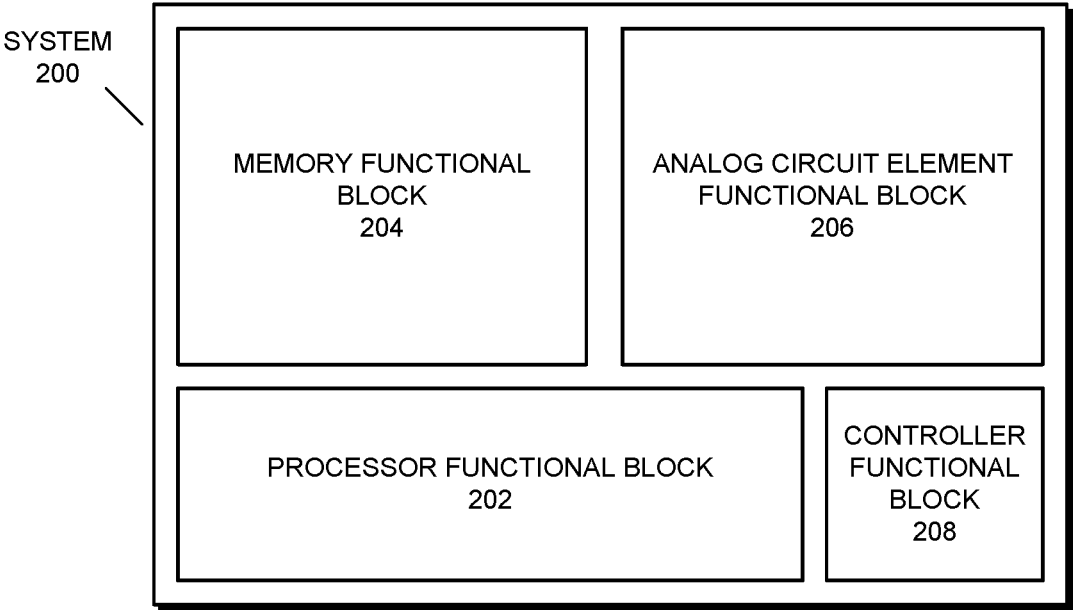 SYSTEM
200
MEMORY FUNCTIONAL
BLOCK
204
ANALOG CIRCUIT ELEMENT
FUNCTIONAL BLOCK
206
PROCESSOR FUNCTIONAL BLOCK
202
CONTROLLER
FUNCTIONAL
BLOCK
208